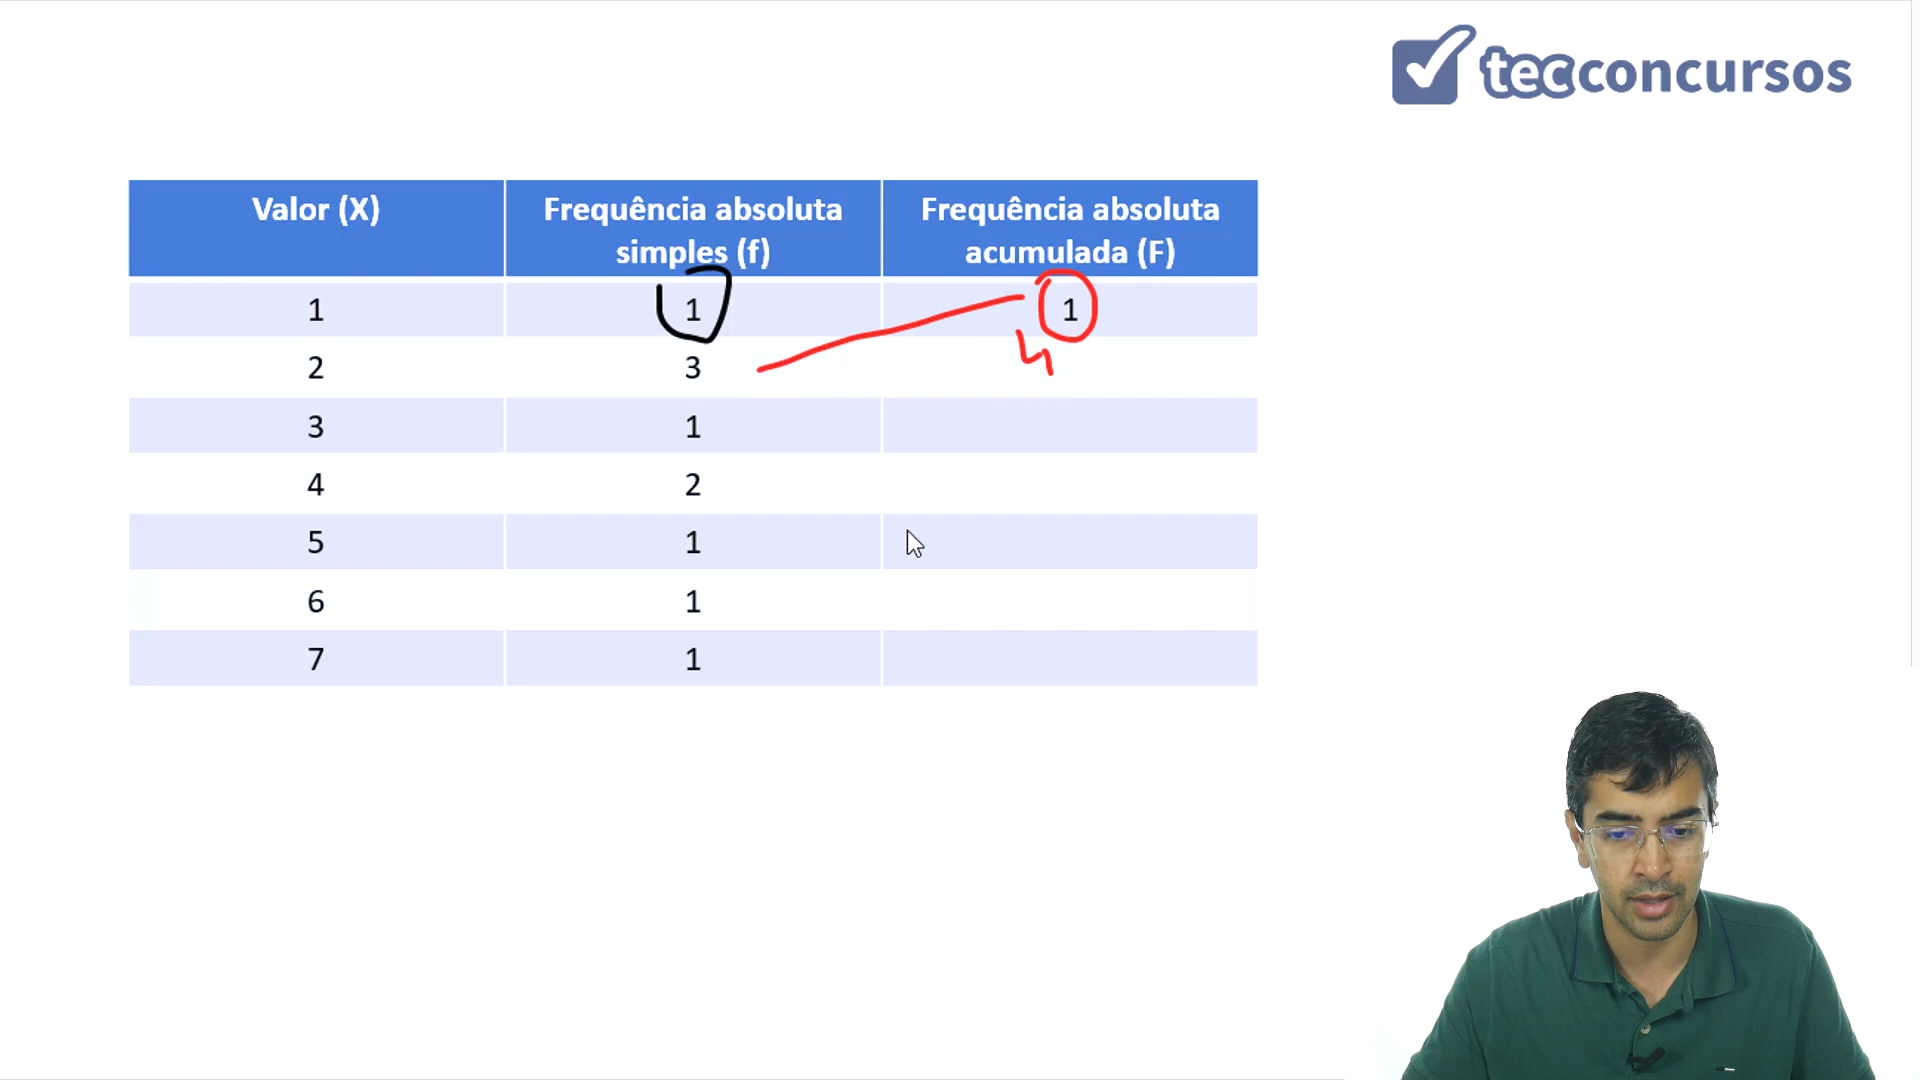 tecconcursos
Valor (X) Frequência absoluta simples (f) Frequência absoluta acumulada (F)
1 1 1
2 3 4
3 1
4 2
5 1
6 1
7 1